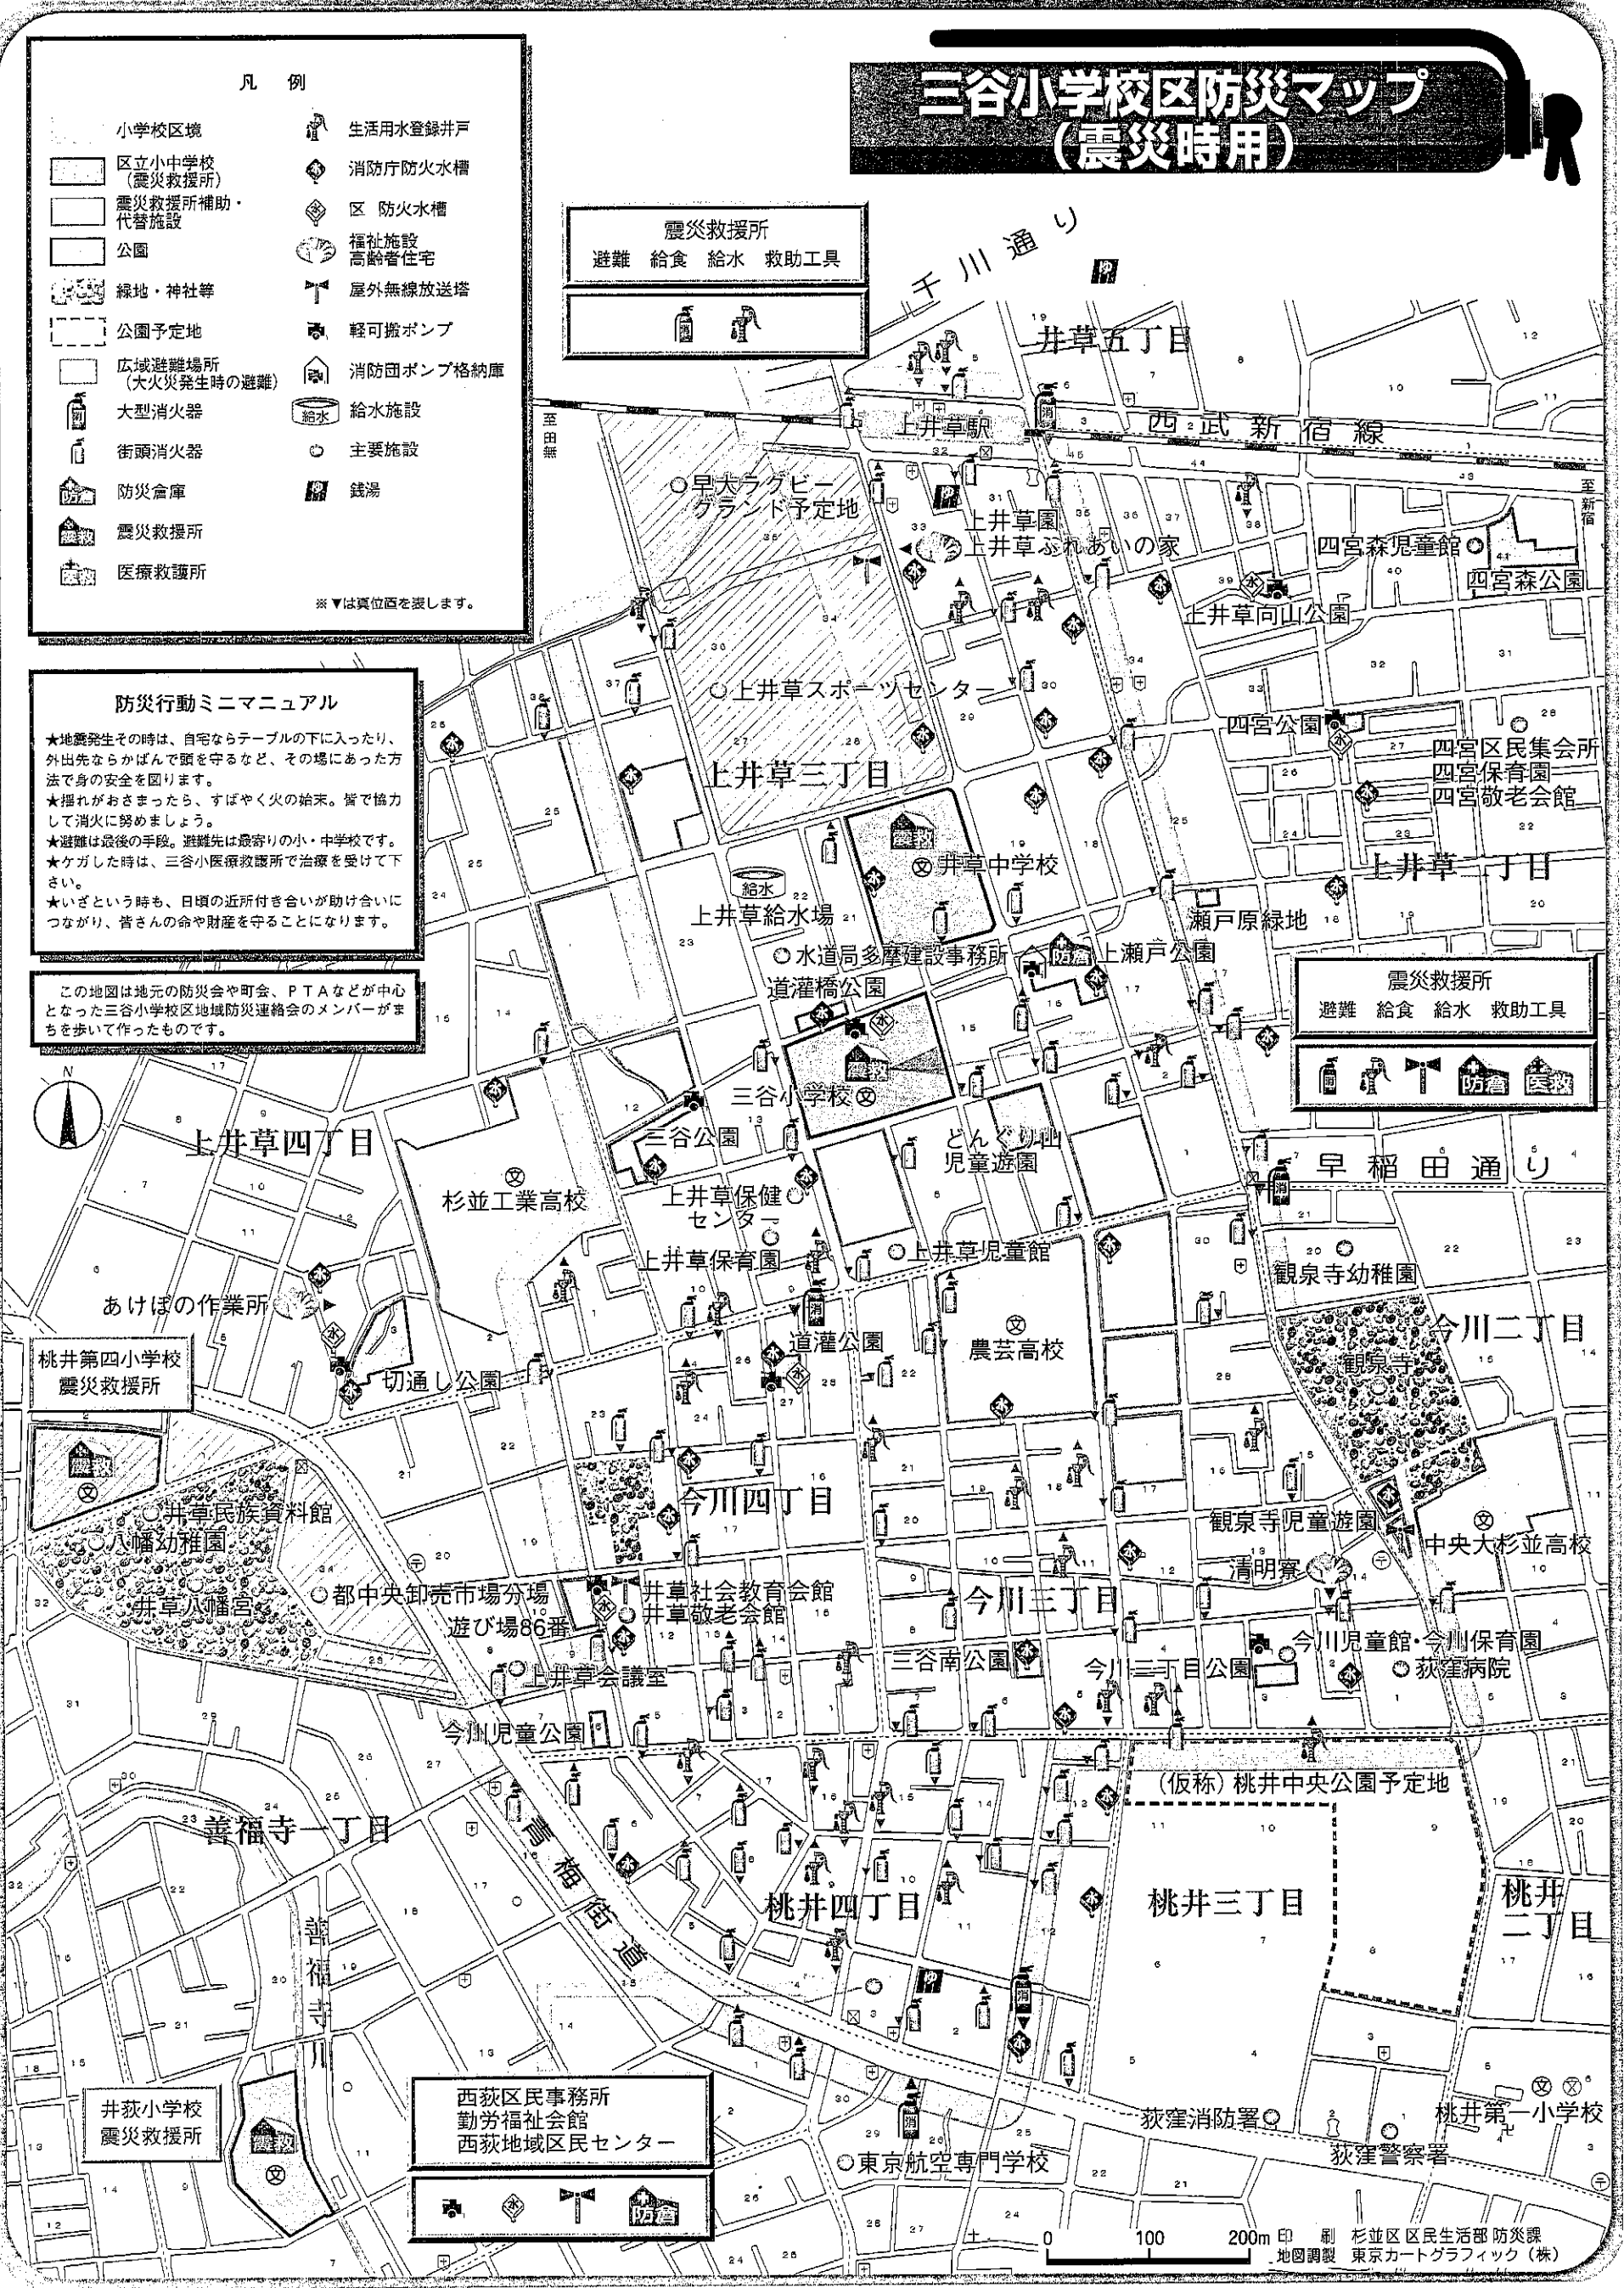 三谷小学校区防災マップ
（震災時用）
凡 例
小学校区境
区立小中学校
（震災救援所）
震災救援所補助・
代替施設
公園
緑地・神社等
公園予定地
広域避難場所
（大火災発生時の避難）
大型消火器
街頭消火器
防災倉庫
震災救援所
医療救護所
生活用水登録井戸
消防庁防火水槽
区 防火水槽
福祉施設
高齢者住宅
屋外無線放送塔
軽可搬ポンプ
消防団ポンプ格納庫
給水施設
主要施設
銭湯
※▼は真位置を表します。
震災救援所
避難 給食 給水 救助工具
千川通り
井草五丁目
上井草駅
西武新宿線
至田無
至新宿
早大ラグビー
グランド予定地
上井草園
上井草ふれあいの家
四宮森児童館
四宮森公園
上井草向山公園
上井草スポーツセンター
四宮公園
四宮区民集会所
四宮保育園
四宮敬老会館
上井草三丁目
井草中学校
上井草二丁目
給水
上井草給水場
瀬戸原緑地
水道局多摩建設事務所
上瀬戸公園
道灌橋公園
防災行動ミニマニュアル
★地震発生その時は、自宅ならテーブルの下に入ったり、
外出先ならかばんで頭を守るなど、その場にあった方
法で身の安全を図ります。
★揺れがおさまったら、すばやく火の始末。皆で協力
して消火に努めましょう。
★避難は最後の手段。避難先は最寄りの小・中学校です。
★ケガした時は、三谷小医療救護所で治療を受けて下
さい。
★いざという時も、日頃の近所付き合いが助け合いに
つながり、皆さんの命や財産を守ることになります。
この地図は地元の防災会や町会、ＰＴＡなどが中心
となった三谷小学校区地域防災連絡会のメンバーがま
ちを歩いて作ったものです。
震災救援所
避難 給食 給水 救助工具
防倉
医救
N
三谷小学校
三谷公園
どんぐり山
児童遊園
早稲田通り
上井草四丁目
杉並工業高校
上井草保健
センター
上井草保育園
上井草児童館
観泉寺幼稚園
あけぼの作業所
道灌公園
農芸高校
今川二丁目
観泉寺
桃井第四小学校
震災救援所
切通し公園
今川四丁目
観泉寺児童遊園
中央大杉並高校
清明寮
井草民族資料館
八幡幼稚園
井草八幡宮
都中央卸売市場分場
遊び場86番
井草社会教育会館
井草敬老会館
今川三丁目
今川児童館・今川保育園
荻窪病院
上井草会議室
三谷南公園
今川三丁目公園
今川児童公園
（仮称）桃井中央公園予定地
善福寺一丁目
青梅街道
桃井四丁目
桃井三丁目
桃井
二丁目
善福寺川
井荻小学校
震災救援所
西荻区民事務所
勤労福祉会館
西荻地域区民センター
防倉
東京航空専門学校
荻窪消防署
荻窪警察署
桃井第一小学校
0 100 200m
印 刷 杉並区 区民生活部 防災課
地図調製 東京カートグラフィック（株）